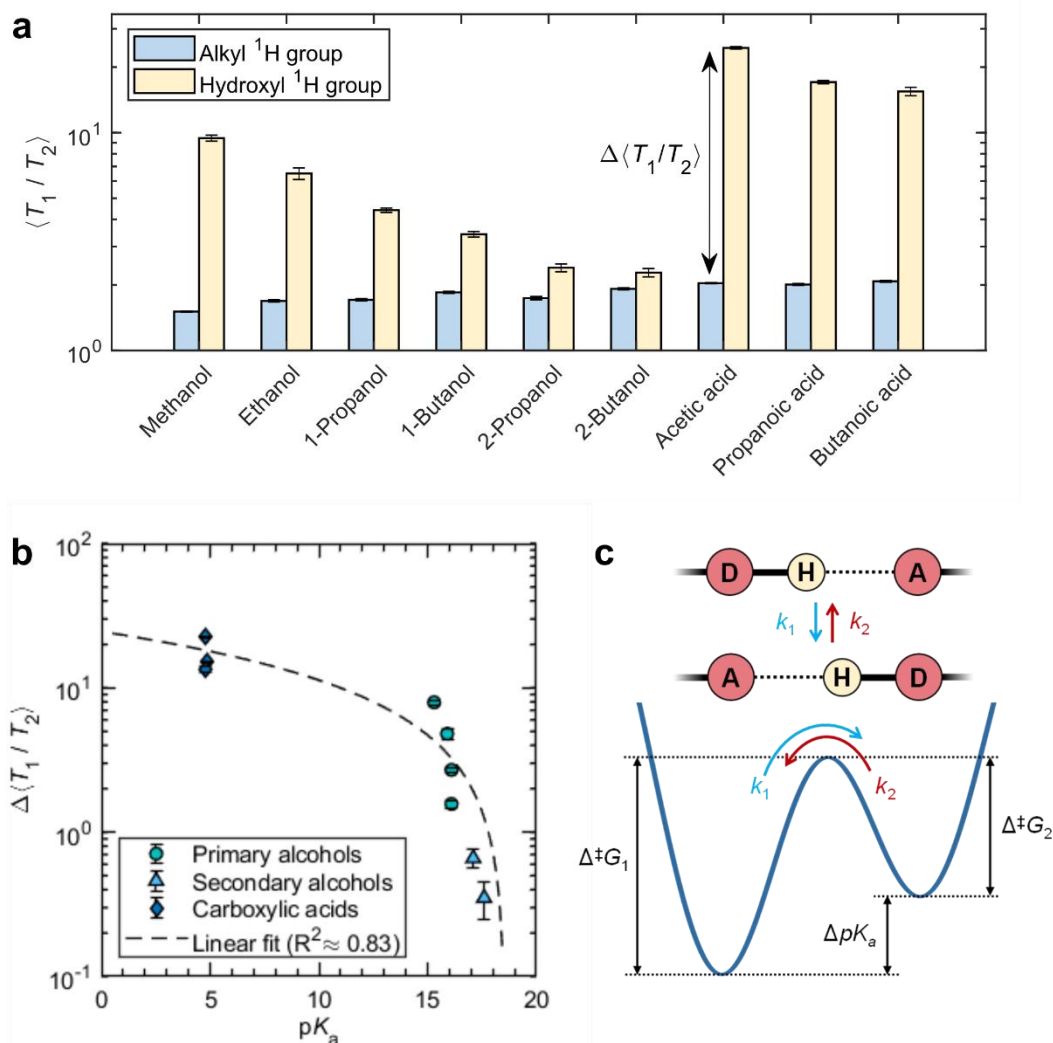 a
Alkyl ¹H group
Hydroxyl ¹H group
10¹
10⁰
⟨T₁ / T₂⟩
Δ⟨T₁/T₂⟩
Methanol
Ethanol
1-Propanol
1-Butanol
2-Propanol
2-Butanol
Acetic acid
Propanoic acid
Butanoic acid
b
10²
10¹
10⁰
10⁻¹
Δ⟨T₁ / T₂⟩
Primary alcohols
Secondary alcohols
Carboxylic acids
Linear fit (R² ≈ 0.83)
0 5 10 15 20
pKₐ
c
D H A
k₁ k₂
A H D
k₁ k₂
Δ‡G₁
Δ‡G₂
ΔpKₐ